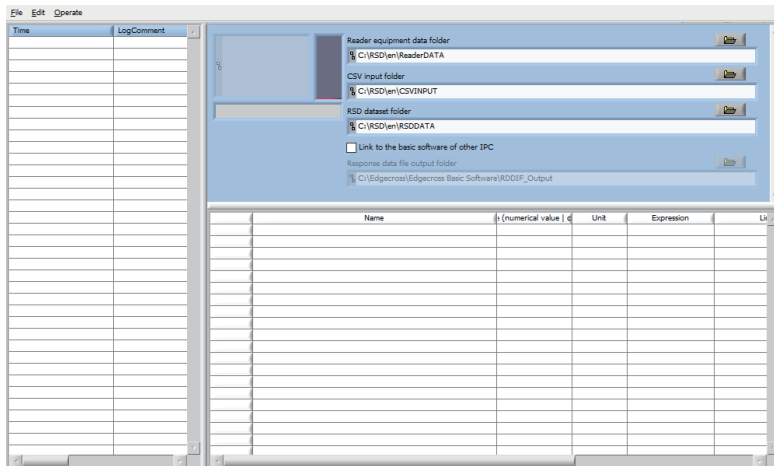 File Edit Operate
Time LogComment
Reader equipment data folder
C:\RSD\en\ReaderDATA
CSV input folder
C:\RSD\en\CSVINPUT
RSD dataset folder
C:\RSD\en\RSDDATA
Link to the basic software of other IPC
Response data file output folder
C:\Edgecross\Edgecross Basic Software\RDDIF_Output
Name (numerical value | Unit Expression